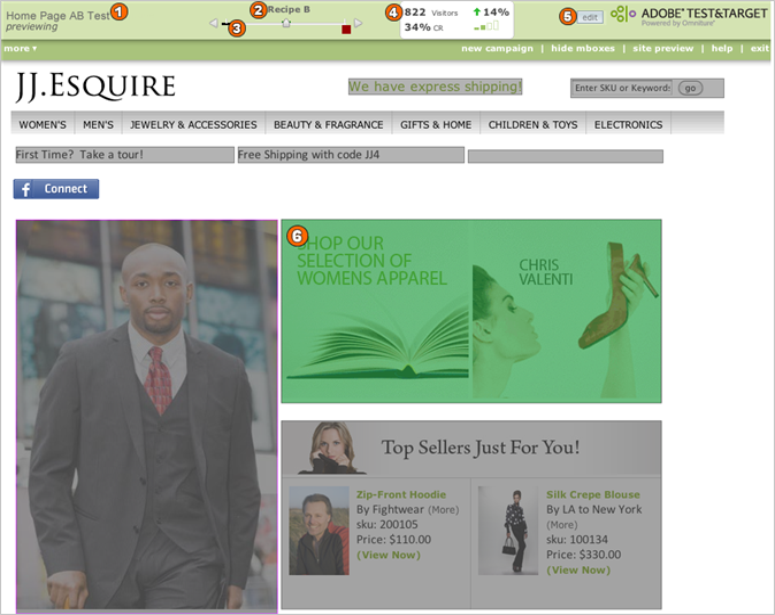 Home Page AB Test 1
previewing
2 Recipe B
3
4 822 Visitors 14%
34% CR
5 edit
ADOBE® TEST&TARGET
Powered by Omniture®
more ▾
new campaign | hide mboxes | site preview | help | exit
JJ.ESQUIRE
We have express shipping!
Enter SKU or Keyword: go
WOMEN'S MEN'S JEWELRY & ACCESSORIES BEAUTY & FRAGRANCE GIFTS & HOME CHILDREN & TOYS ELECTRONICS
First Time? Take a tour! Free Shipping with code JJ4
f Connect
6
SHOP OUR
SELECTION OF
WOMENS APPAREL
CHRIS
VALENTI
Top Sellers Just For You!
Zip-Front Hoodie
By Fightwear (More)
sku: 200105
Price: $110.00
(View Now)
Silk Crepe Blouse
By LA to New York
(More)
sku: 100134
Price: $330.00
(View Now)